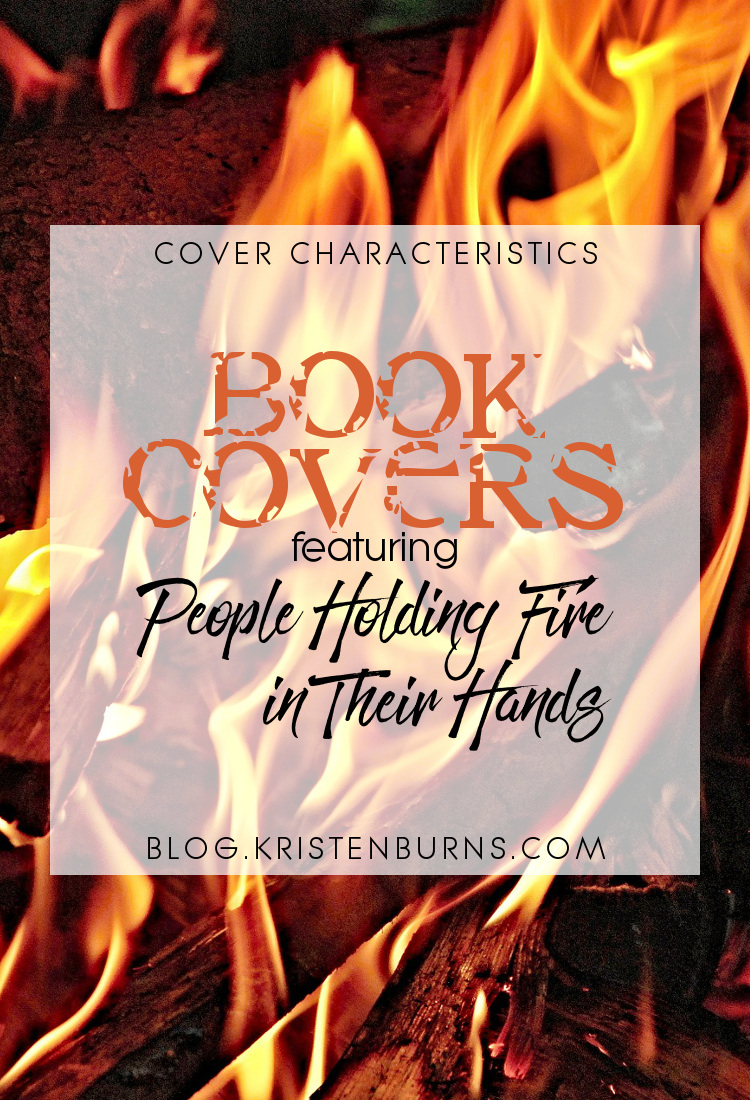 COVER CHARACTERISTICS
BOOK
COVERS
featuring
People Holding Fire
in Their Hands
BLOG.KRISTENBURNS.COM